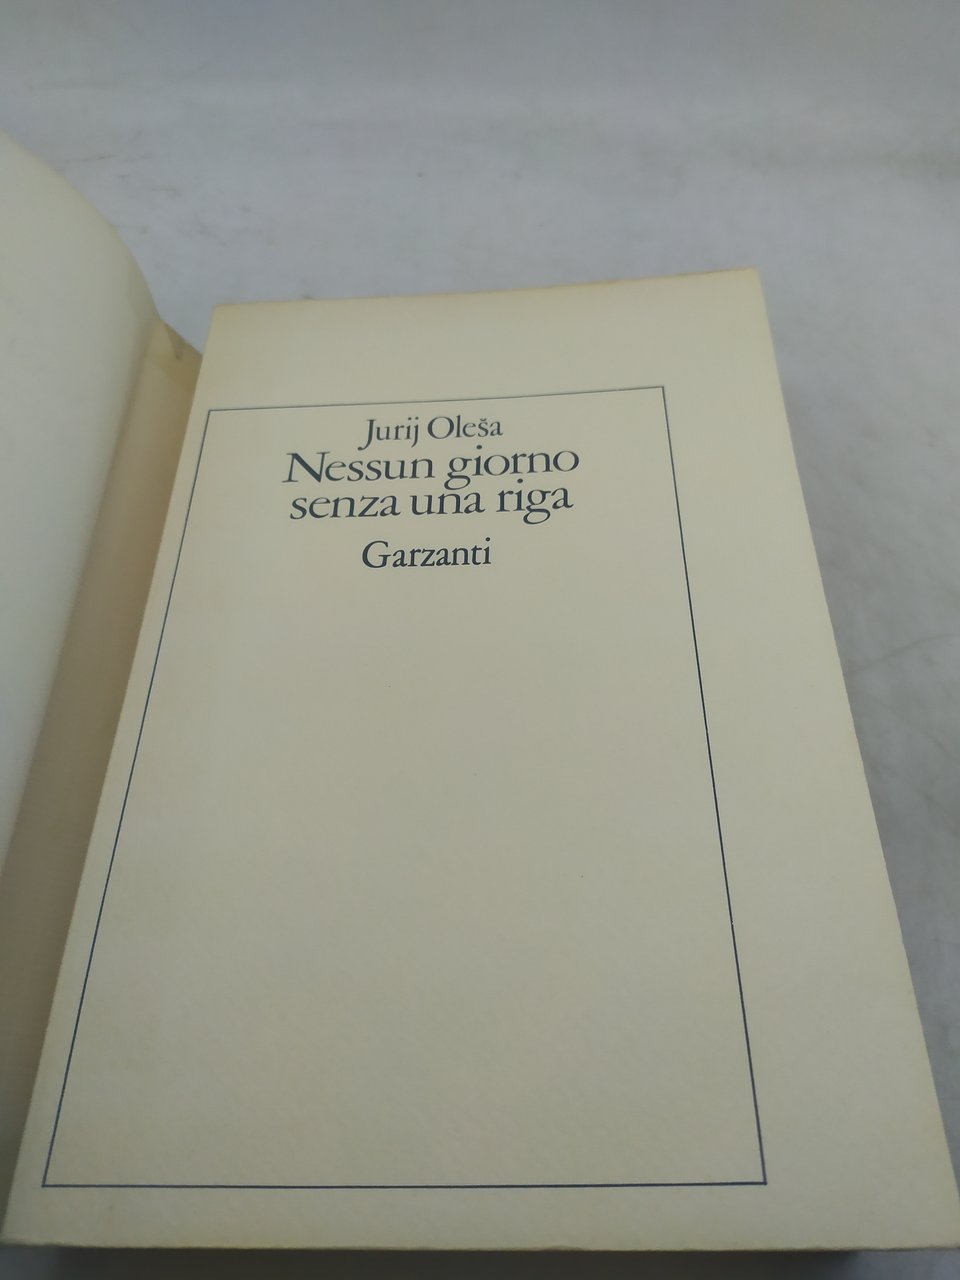 Jurij Oleša
Nessun giorno
senza una riga
Garzanti